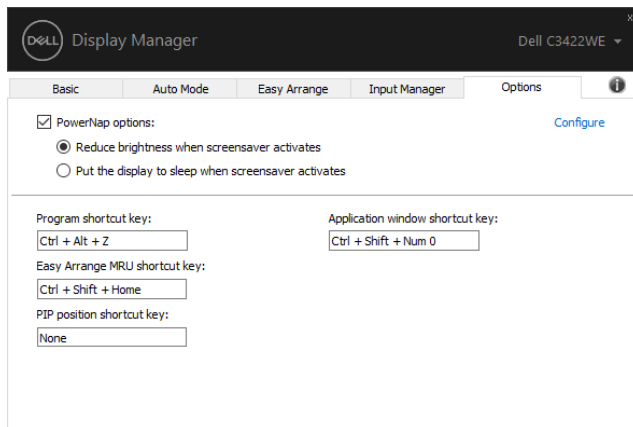 x
DELL Display Manager Dell C3422WE
Basic Auto Mode Easy Arrange Input Manager Options i
PowerNap options: Configure
Reduce brightness when screensaver activates
Put the display to sleep when screensaver activates
Program shortcut key: Application window shortcut key:
Ctrl + Alt + Z Ctrl + Shift + Num 0
Easy Arrange MRU shortcut key:
Ctrl + Shift + Home
PIP position shortcut key:
None